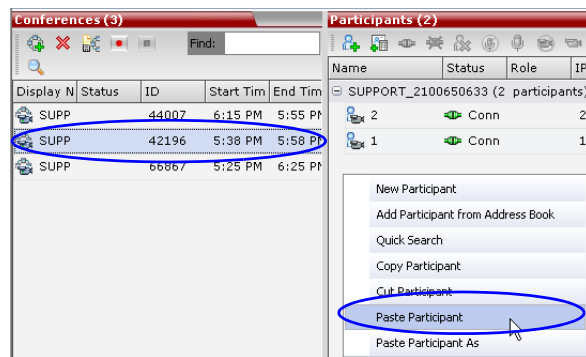 Conferences (3)
Find:
Display N Status ID Start Tim End Tim
SUPP 44007 6:15 PM 5:55 PM
SUPP 42196 5:38 PM 5:58 PM
SUPP 66867 5:25 PM 6:25 PM
Participants (2)
Name Status Role IP
SUPPORT_2100650633 (2 participants)
2 Conn 2
1 Conn 1
New Participant
Add Participant from Address Book
Quick Search
Copy Participant
Cut Participant
Paste Participant
Paste Participant As